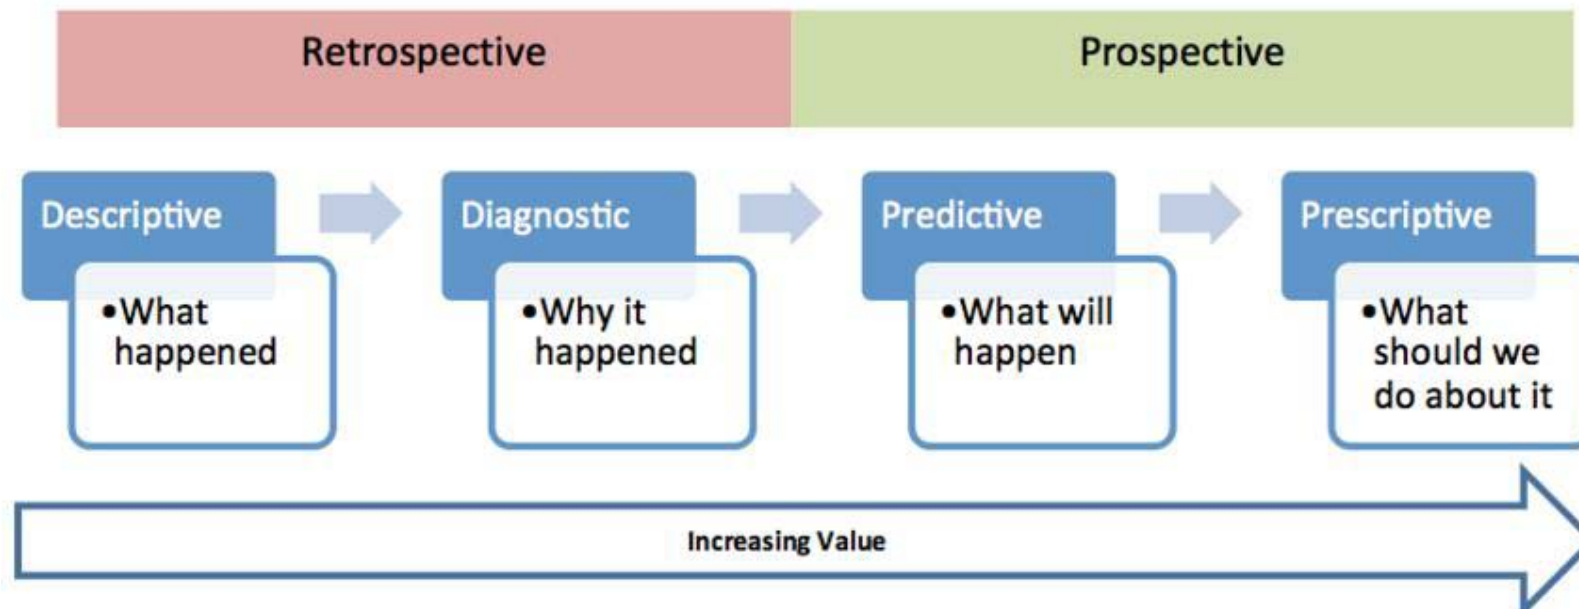 Retrospective
Prospective
Descriptive
•What
happened
Diagnostic
•Why it
happened
Predictive
•What will
happen
Prescriptive
•What
should we
do about it
Increasing Value